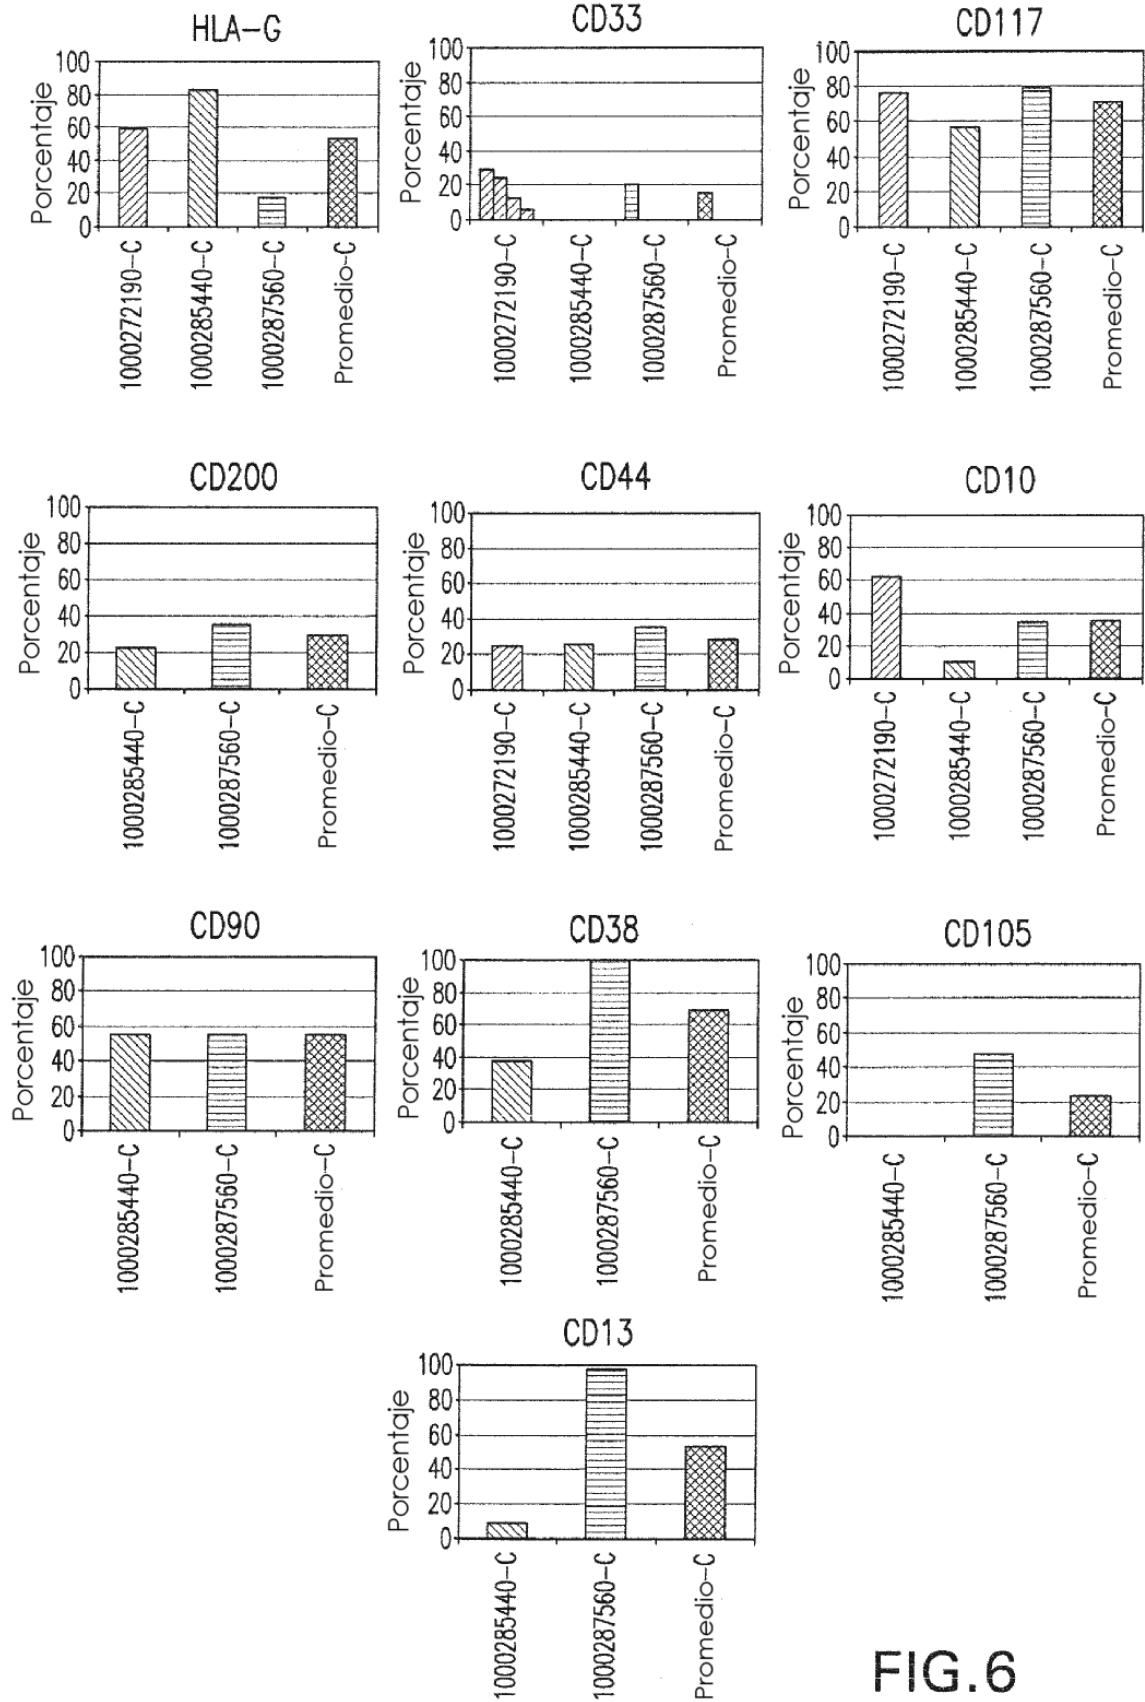 HLA-G
CD33
CD117
Porcentaje
100
80
60
40
20
0
1000272190-C
1000285440-C
1000287560-C
Promedio-C
Porcentaje
100
80
60
40
20
0
1000272190-C
1000285440-C
1000287560-C
Promedio-C
Porcentaje
100
80
60
40
20
0
1000272190-C
1000285440-C
1000287560-C
Promedio-C
CD200
CD44
CD10
Porcentaje
100
80
60
40
20
0
1000285440-C
1000287560-C
Promedio-C
Porcentaje
100
80
60
40
20
0
1000272190-C
1000285440-C
1000287560-C
Promedio-C
Porcentaje
100
80
60
40
20
0
1000272190-C
1000285440-C
1000287560-C
Promedio-C
CD90
CD38
CD105
Porcentaje
100
80
60
40
20
0
1000285440-C
1000287560-C
Promedio-C
Porcentaje
100
80
60
40
20
0
1000285440-C
1000287560-C
Promedio-C
Porcentaje
100
80
60
40
20
0
1000285440-C
1000287560-C
Promedio-C
CD13
Porcentaje
100
80
60
40
20
0
1000285440-C
1000287560-C
Promedio-C
FIG.6